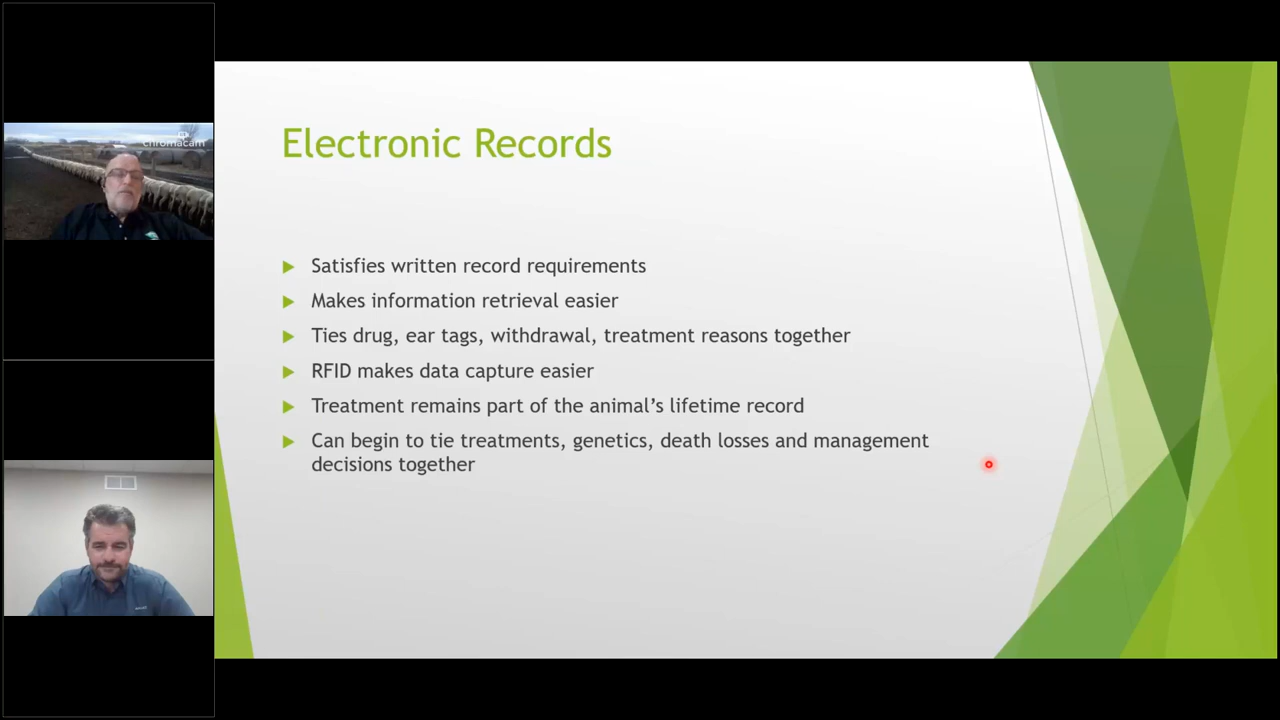 chromacam
Electronic Records
Satisfies written record requirements
Makes information retrieval easier
Ties drug, ear tags, withdrawal, treatment reasons together
RFID makes data capture easier
Treatment remains part of the animal’s lifetime record
Can begin to tie treatments, genetics, death losses and management
decisions together